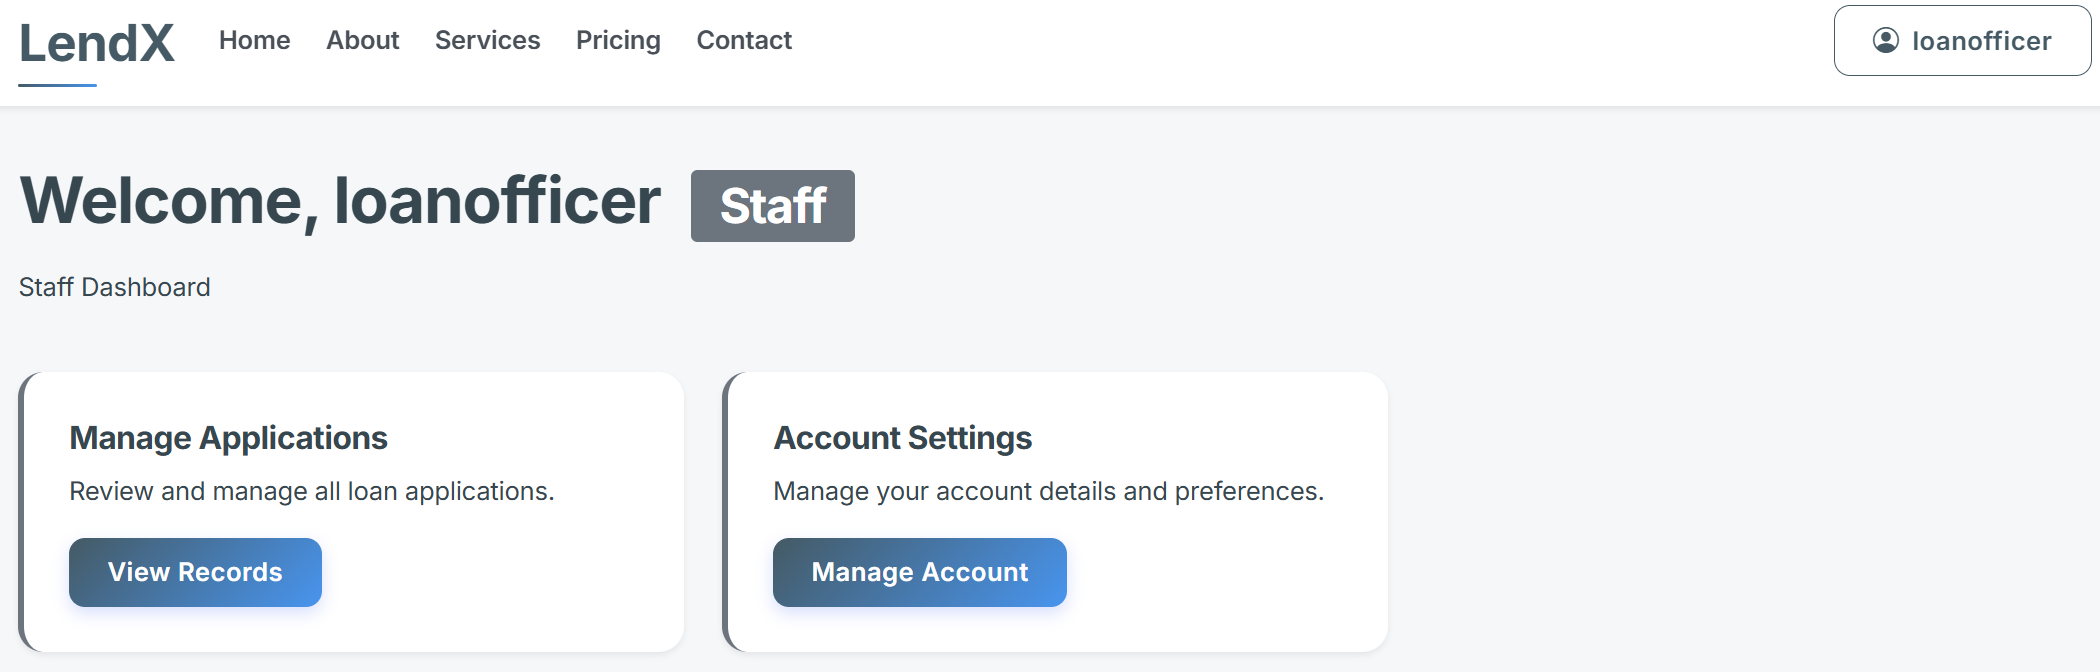 LendX Home About Services Pricing Contact loanofficer
Welcome, loanofficer Staff
Staff Dashboard
Manage Applications
Review and manage all loan applications.
View Records
Account Settings
Manage your account details and preferences.
Manage Account